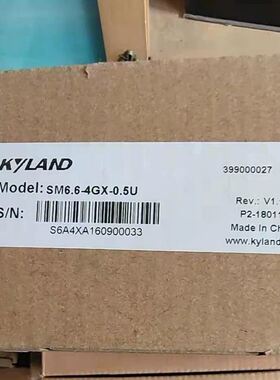 KYLAND
399000027
Model: SM6.6-4GX-0.5U
Rev.: V1.
S/N:
P2-18011
S6A4XA160900033
Made In Ch
www.kyland